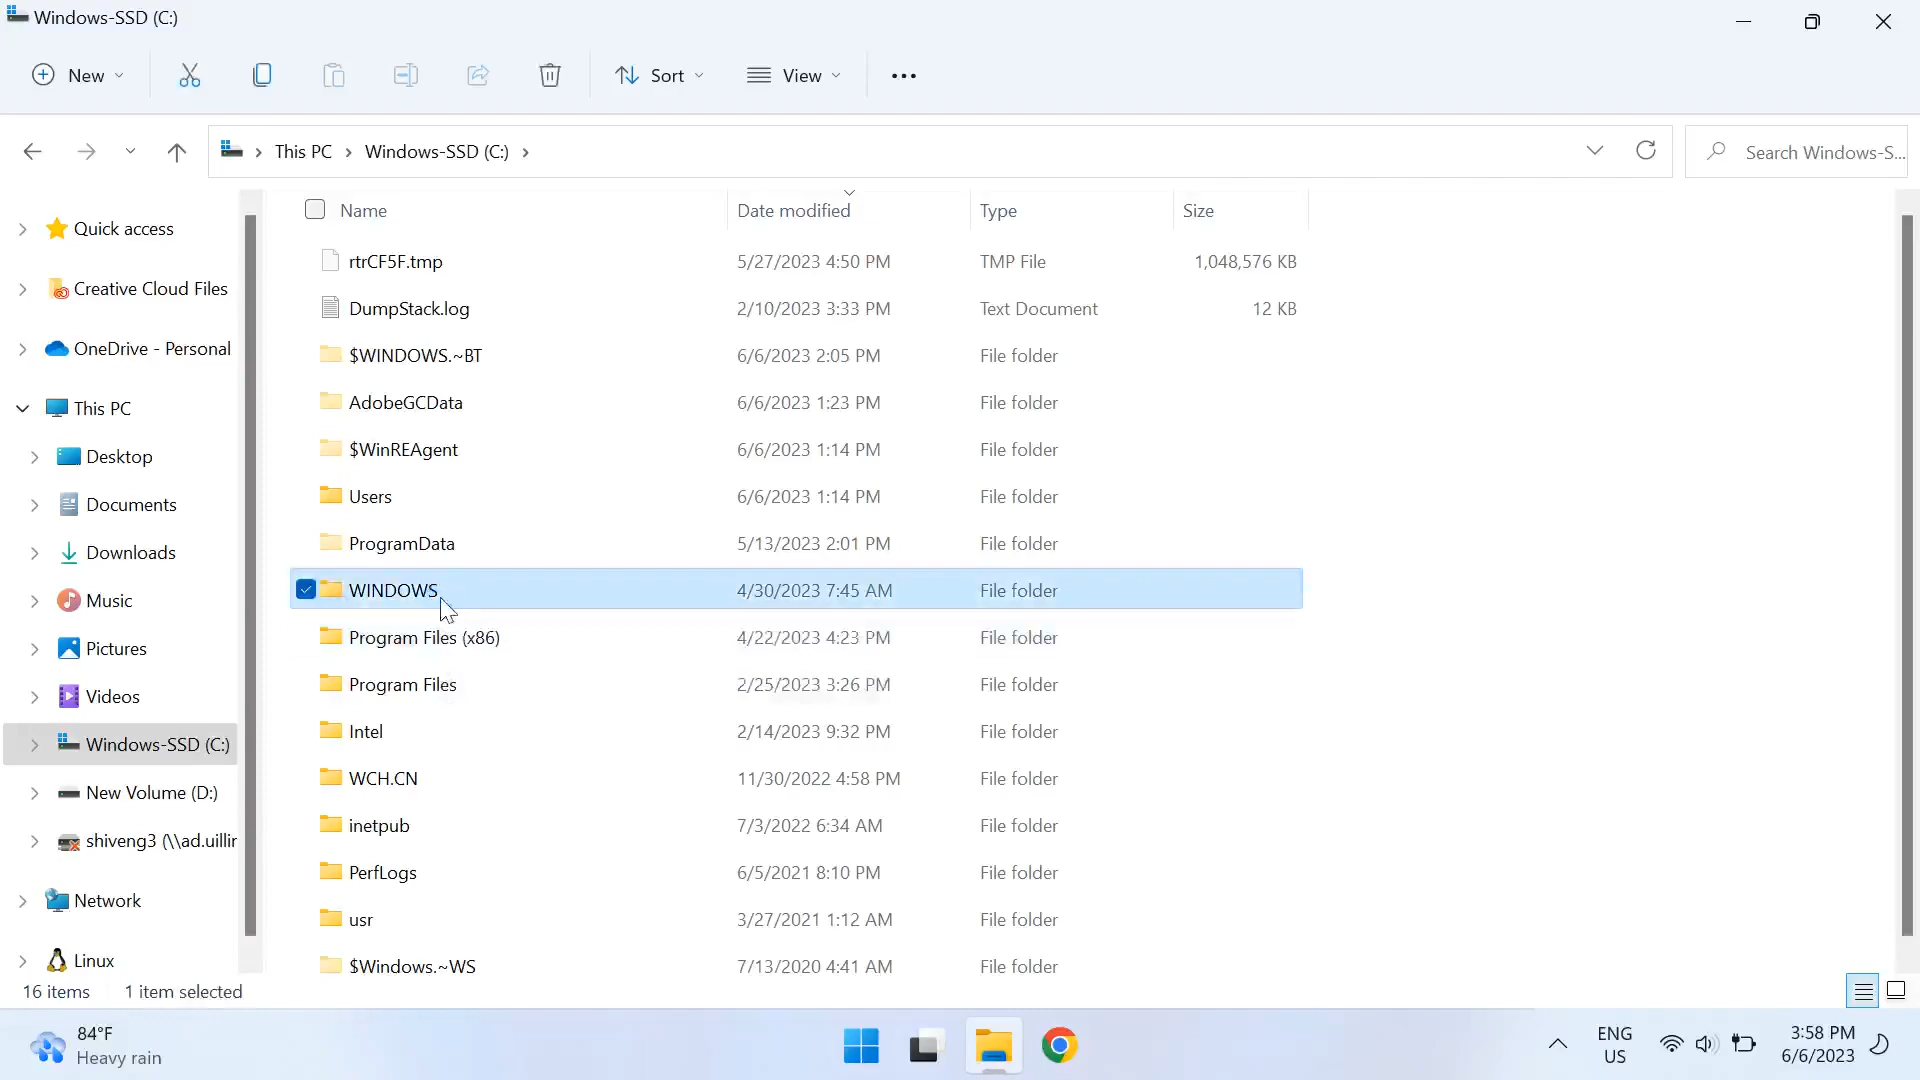 Windows-SSD (C:)
New Sort View
This PC Windows-SSD (C:) Search Windows-S...
Quick access
Creative Cloud Files
OneDrive - Personal
This PC
Desktop
Documents
Downloads
Music
Pictures
Videos
Windows-SSD (C:)
New Volume (D:)
shiveng3 (\\ad.uillir
Network
Linux
Name Date modified Type Size
rtrCF5F.tmp 5/27/2023 4:50 PM TMP File 1,048,576 KB
DumpStack.log 2/10/2023 3:33 PM Text Document 12 KB
$WINDOWS.~BT 6/6/2023 2:05 PM File folder
AdobeGCData 6/6/2023 1:23 PM File folder
$WinREAgent 6/6/2023 1:14 PM File folder
Users 6/6/2023 1:14 PM File folder
ProgramData 5/13/2023 2:01 PM File folder
WINDOWS 4/30/2023 7:45 AM File folder
Program Files (x86) 4/22/2023 4:23 PM File folder
Program Files 2/25/2023 3:26 PM File folder
Intel 2/14/2023 9:32 PM File folder
WCH.CN 11/30/2022 4:58 PM File folder
inetpub 7/3/2022 6:34 AM File folder
PerfLogs 6/5/2021 8:10 PM File folder
usr 3/27/2021 1:12 AM File folder
$Windows.~WS 7/13/2020 4:41 AM File folder
16 items 1 item selected
84°F
Heavy rain
ENG
US
3:58 PM
6/6/2023